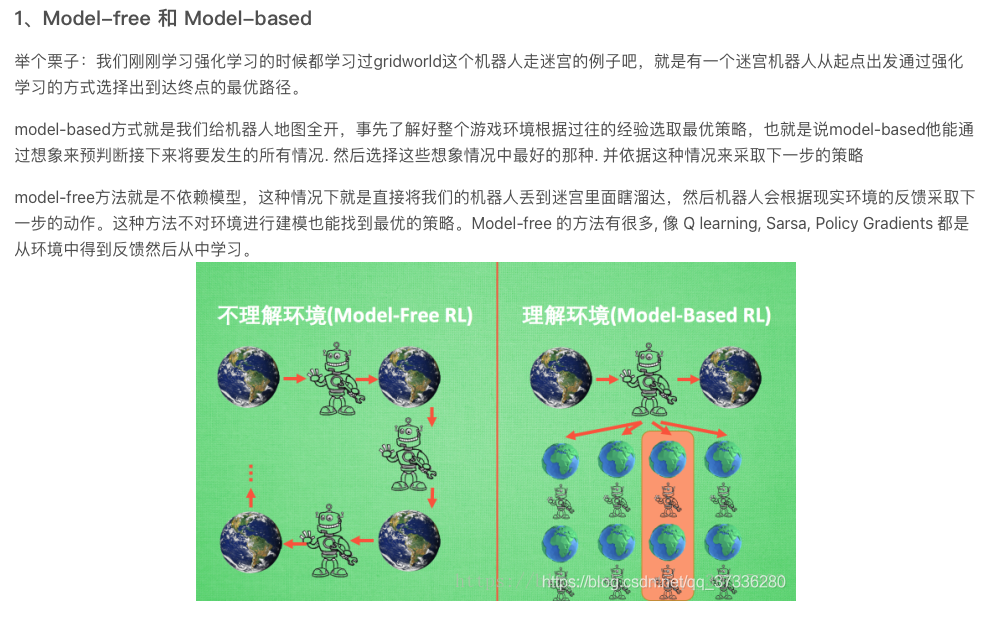 1、Model-free 和 Model-based
举个栗子：我们刚刚学习强化学习的时候都学习过gridworld这个机器人走迷宫的例子吧，就是有一个迷宫机器人从起点出发通过强化
学习的方式选择出到达终点的最优路径。
model-based方式就是我们给机器人地图全开，事先了解好整个游戏环境根据过往的经验选取最优策略，也就是说model-based他能通
过想象来预判断接下来将要发生的所有情况. 然后选择这些想象情况中最好的那种. 并依据这种情况来采取下一步的策略
model-free方法就是不依赖模型，这种情况下就是直接将我们的机器人丢到迷宫里面瞎溜达，然后机器人会根据现实环境的反馈采取下
一步的动作。这种方法不对环境进行建模也能找到最优的策略。Model-free 的方法有很多, 像 Q learning, Sarsa, Policy Gradients 都是
从环境中得到反馈然后从中学习。
不理解环境(Model-Free RL)
理解环境(Model-Based RL)
https://blog.csdn.net/qq_37336280